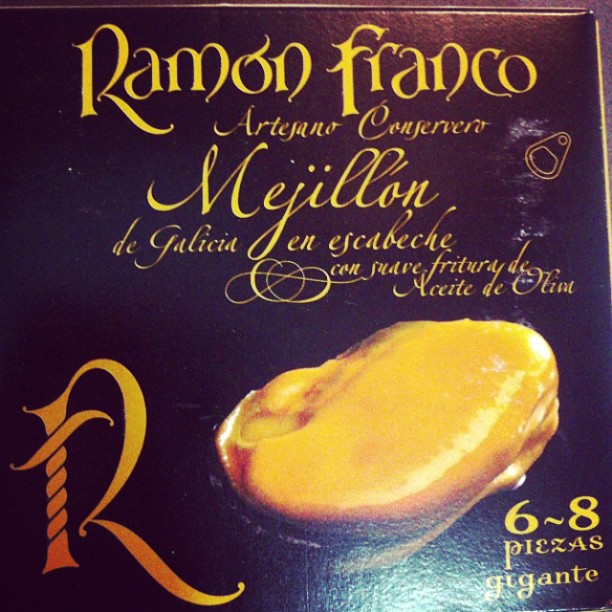 Ramón Franco
Artesano Conservero
Mejillón
de Galicia en escabeche
con suave fritura de
Aceite de Oliva
R
6~8
PIEZAS
gigante